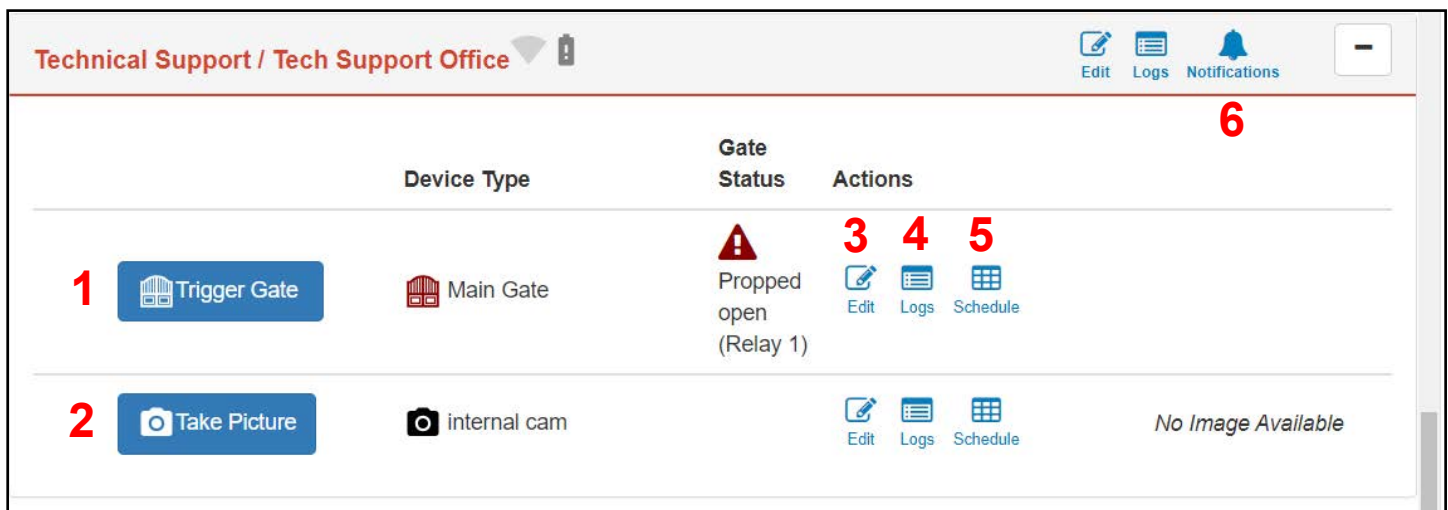 Technical Support / Tech Support Office
Edit Logs Notifications
6
Device Type
Gate
Status
Actions
1
Trigger Gate
Main Gate
Propped
open
(Relay 1)
3 4 5
Edit Logs Schedule
2
Take Picture
internal cam
Edit Logs Schedule
No Image Available